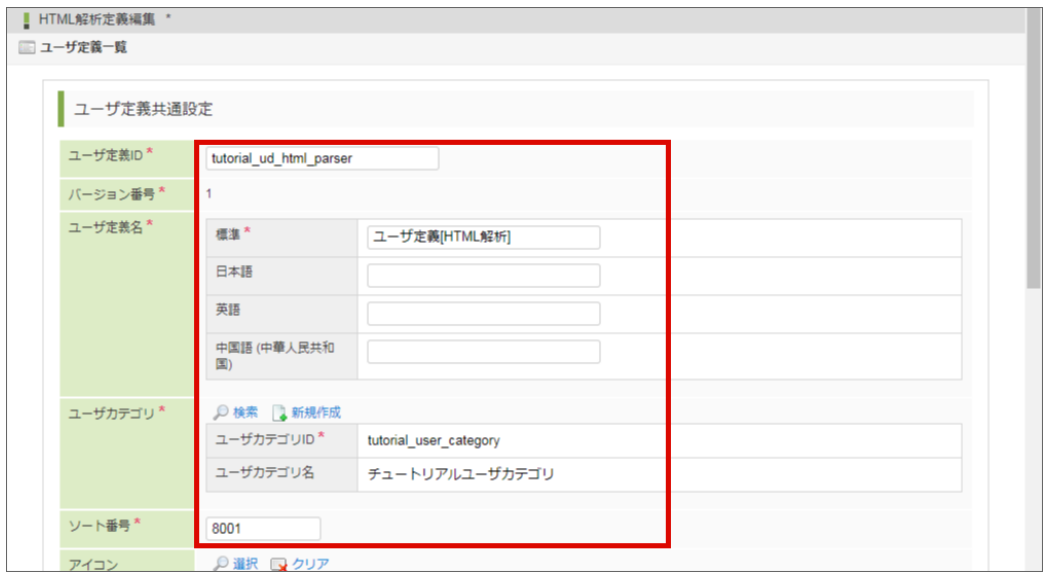 HTML解析定義編集 *
ユーザ定義一覧
ユーザ定義共通設定
ユーザ定義ID * tutorial_ud_html_parser
バージョン番号 * 1
ユーザ定義名 * 標準 * ユーザ定義[HTML解析]
日本語
英語
中国語 (中華人民共和
国)
ユーザカテゴリ * 検索 新規作成
ユーザカテゴリID * tutorial_user_category
ユーザカテゴリ名 チュートリアルユーザカテゴリ
ソート番号 * 8001
アイコン 選択 クリア